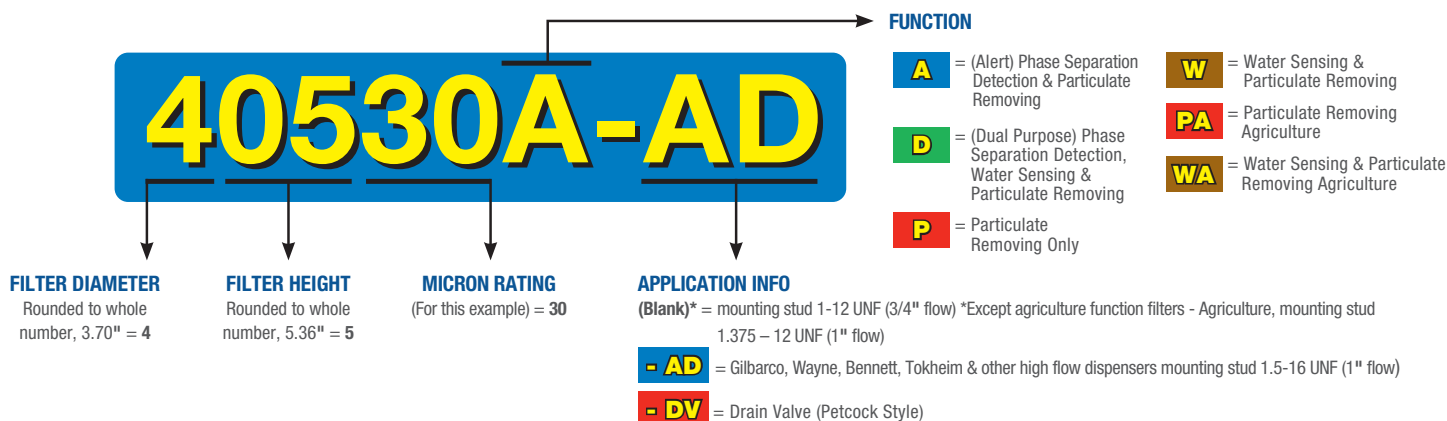 FUNCTION
40530A-AD
A = (Alert) Phase Separation
Detection & Particulate
Removing
D = (Dual Purpose) Phase
Separation Detection,
Water Sensing &
Particulate Removing
P = Particulate
Removing Only
W = Water Sensing &
Particulate Removing
PA = Particulate Removing
Agriculture
WA = Water Sensing & Particulate
Removing Agriculture
FILTER DIAMETER
Rounded to whole
number, 3.70" = 4
FILTER HEIGHT
Rounded to whole
number, 5.36" = 5
MICRON RATING
(For this example) = 30
APPLICATION INFO
(Blank)* = mounting stud 1-12 UNF (3/4" flow) *Except agriculture function filters - Agriculture, mounting stud
1.375 – 12 UNF (1" flow)
- AD = Gilbarco, Wayne, Bennett, Tokheim & other high flow dispensers mounting stud 1.5-16 UNF (1" flow)
- DV = Drain Valve (Petcock Style)